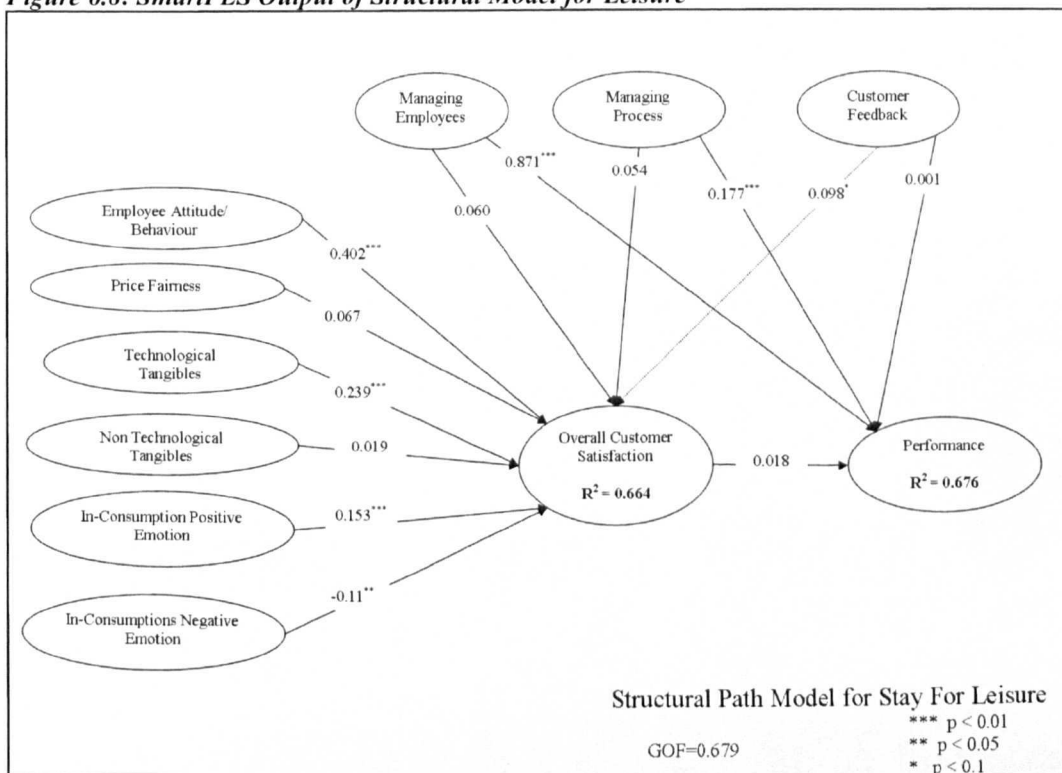 Figure 6.6: SmartPLS Output of Structural Model for Leisure
Managing
Employees
Managing
Process
Customer
Feedback
0.871***
0.054
0.177***
0.098*
0.001
0.060
Employee Attitude/
Behaviour
0.402***
Price Fairness
0.067
Technological
Tangibles
0.239***
Non Technological
Tangibles
0.019
In-Consumption Positive
Emotion
0.153***
In-Consumptions Negative
Emotion
-0.11**
Overall Customer
Satisfaction
R² = 0.664
0.018
Performance
R² = 0.676
Structural Path Model for Stay For Leisure
GOF=0.679
*** p < 0.01
** p < 0.05
* p < 0.1